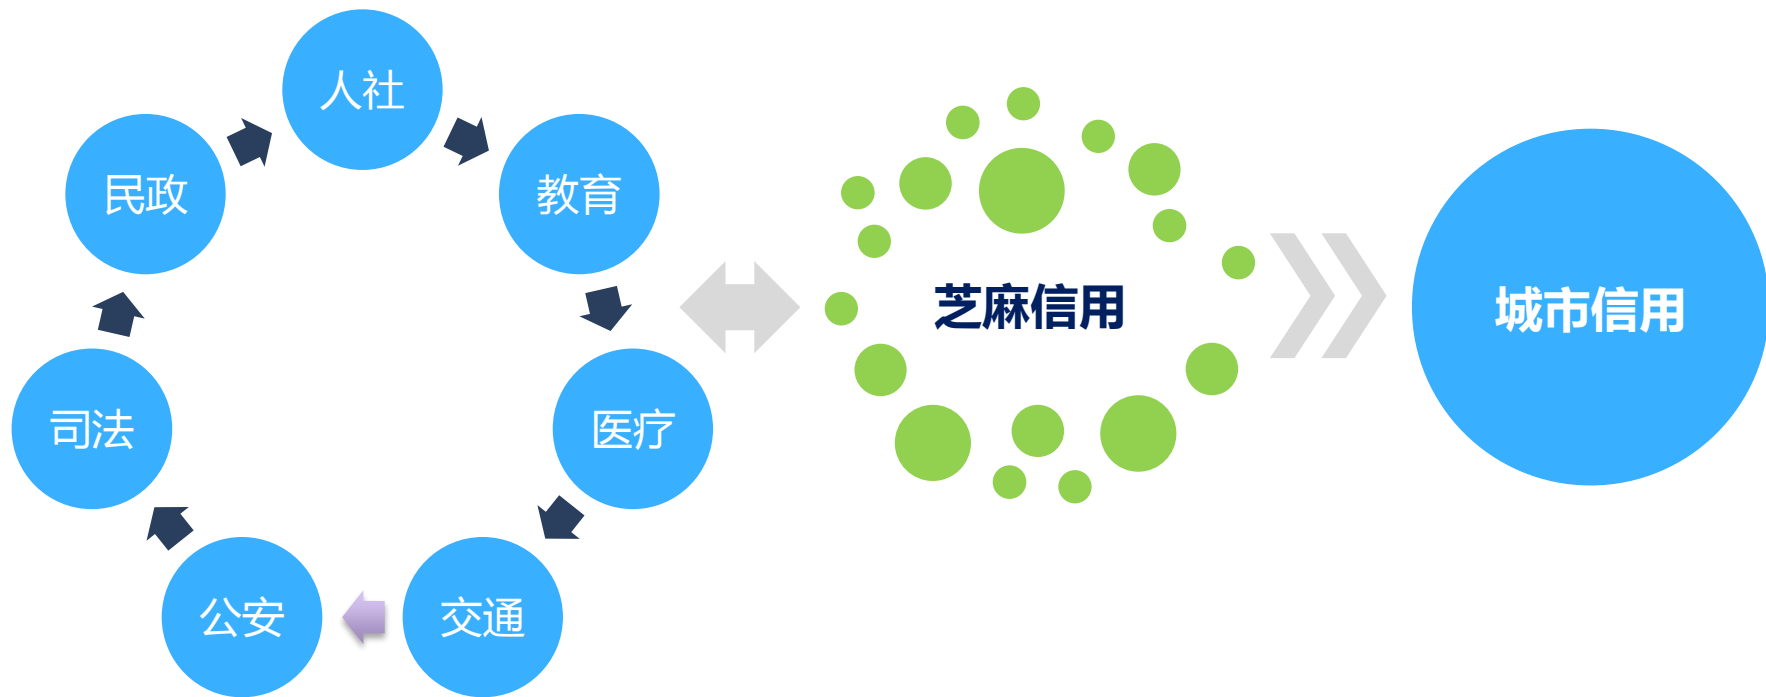 人社
教育
医疗
交通
公安
司法
民政
芝麻信用
城市信用